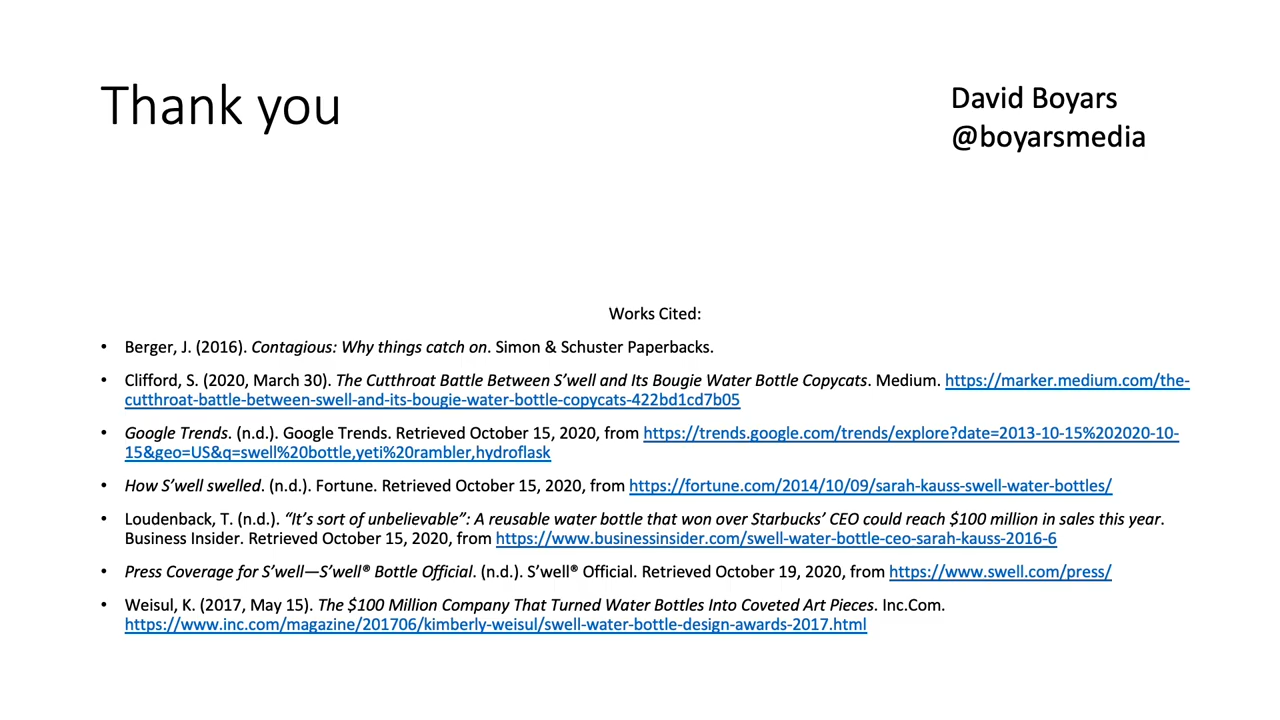 Thank you
David Boyars
@boyarsmedia
Works Cited:
• Berger, J. (2016). Contagious: Why things catch on. Simon & Schuster Paperbacks.
• Clifford, S. (2020, March 30). The Cutthroat Battle Between S’well and Its Bougie Water Bottle Copycats. Medium. https://marker.medium.com/the-
cutthroat-battle-between-swell-and-its-bougie-water-bottle-copycats-422bd1cd7b05
• Google Trends. (n.d.). Google Trends. Retrieved October 15, 2020, from https://trends.google.com/trends/explore?date=2013-10-15%202020-10-
15&geo=US&q=swell%20bottle,yeti%20rambler,hydroflask
• How S’well swelled. (n.d.). Fortune. Retrieved October 15, 2020, from https://fortune.com/2014/10/09/sarah-kauss-swell-water-bottles/
• Loudenback, T. (n.d.). “It’s sort of unbelievable”: A reusable water bottle that won over Starbucks’ CEO could reach $100 million in sales this year.
Business Insider. Retrieved October 15, 2020, from https://www.businessinsider.com/swell-water-bottle-ceo-sarah-kauss-2016-6
• Press Coverage for S’well—S’well® Bottle Official. (n.d.). S’well® Official. Retrieved October 19, 2020, from https://www.swell.com/press/
• Weisul, K. (2017, May 15). The $100 Million Company That Turned Water Bottles Into Coveted Art Pieces. Inc.Com.
https://www.inc.com/magazine/201706/kimberly-weisul/swell-water-bottle-design-awards-2017.html